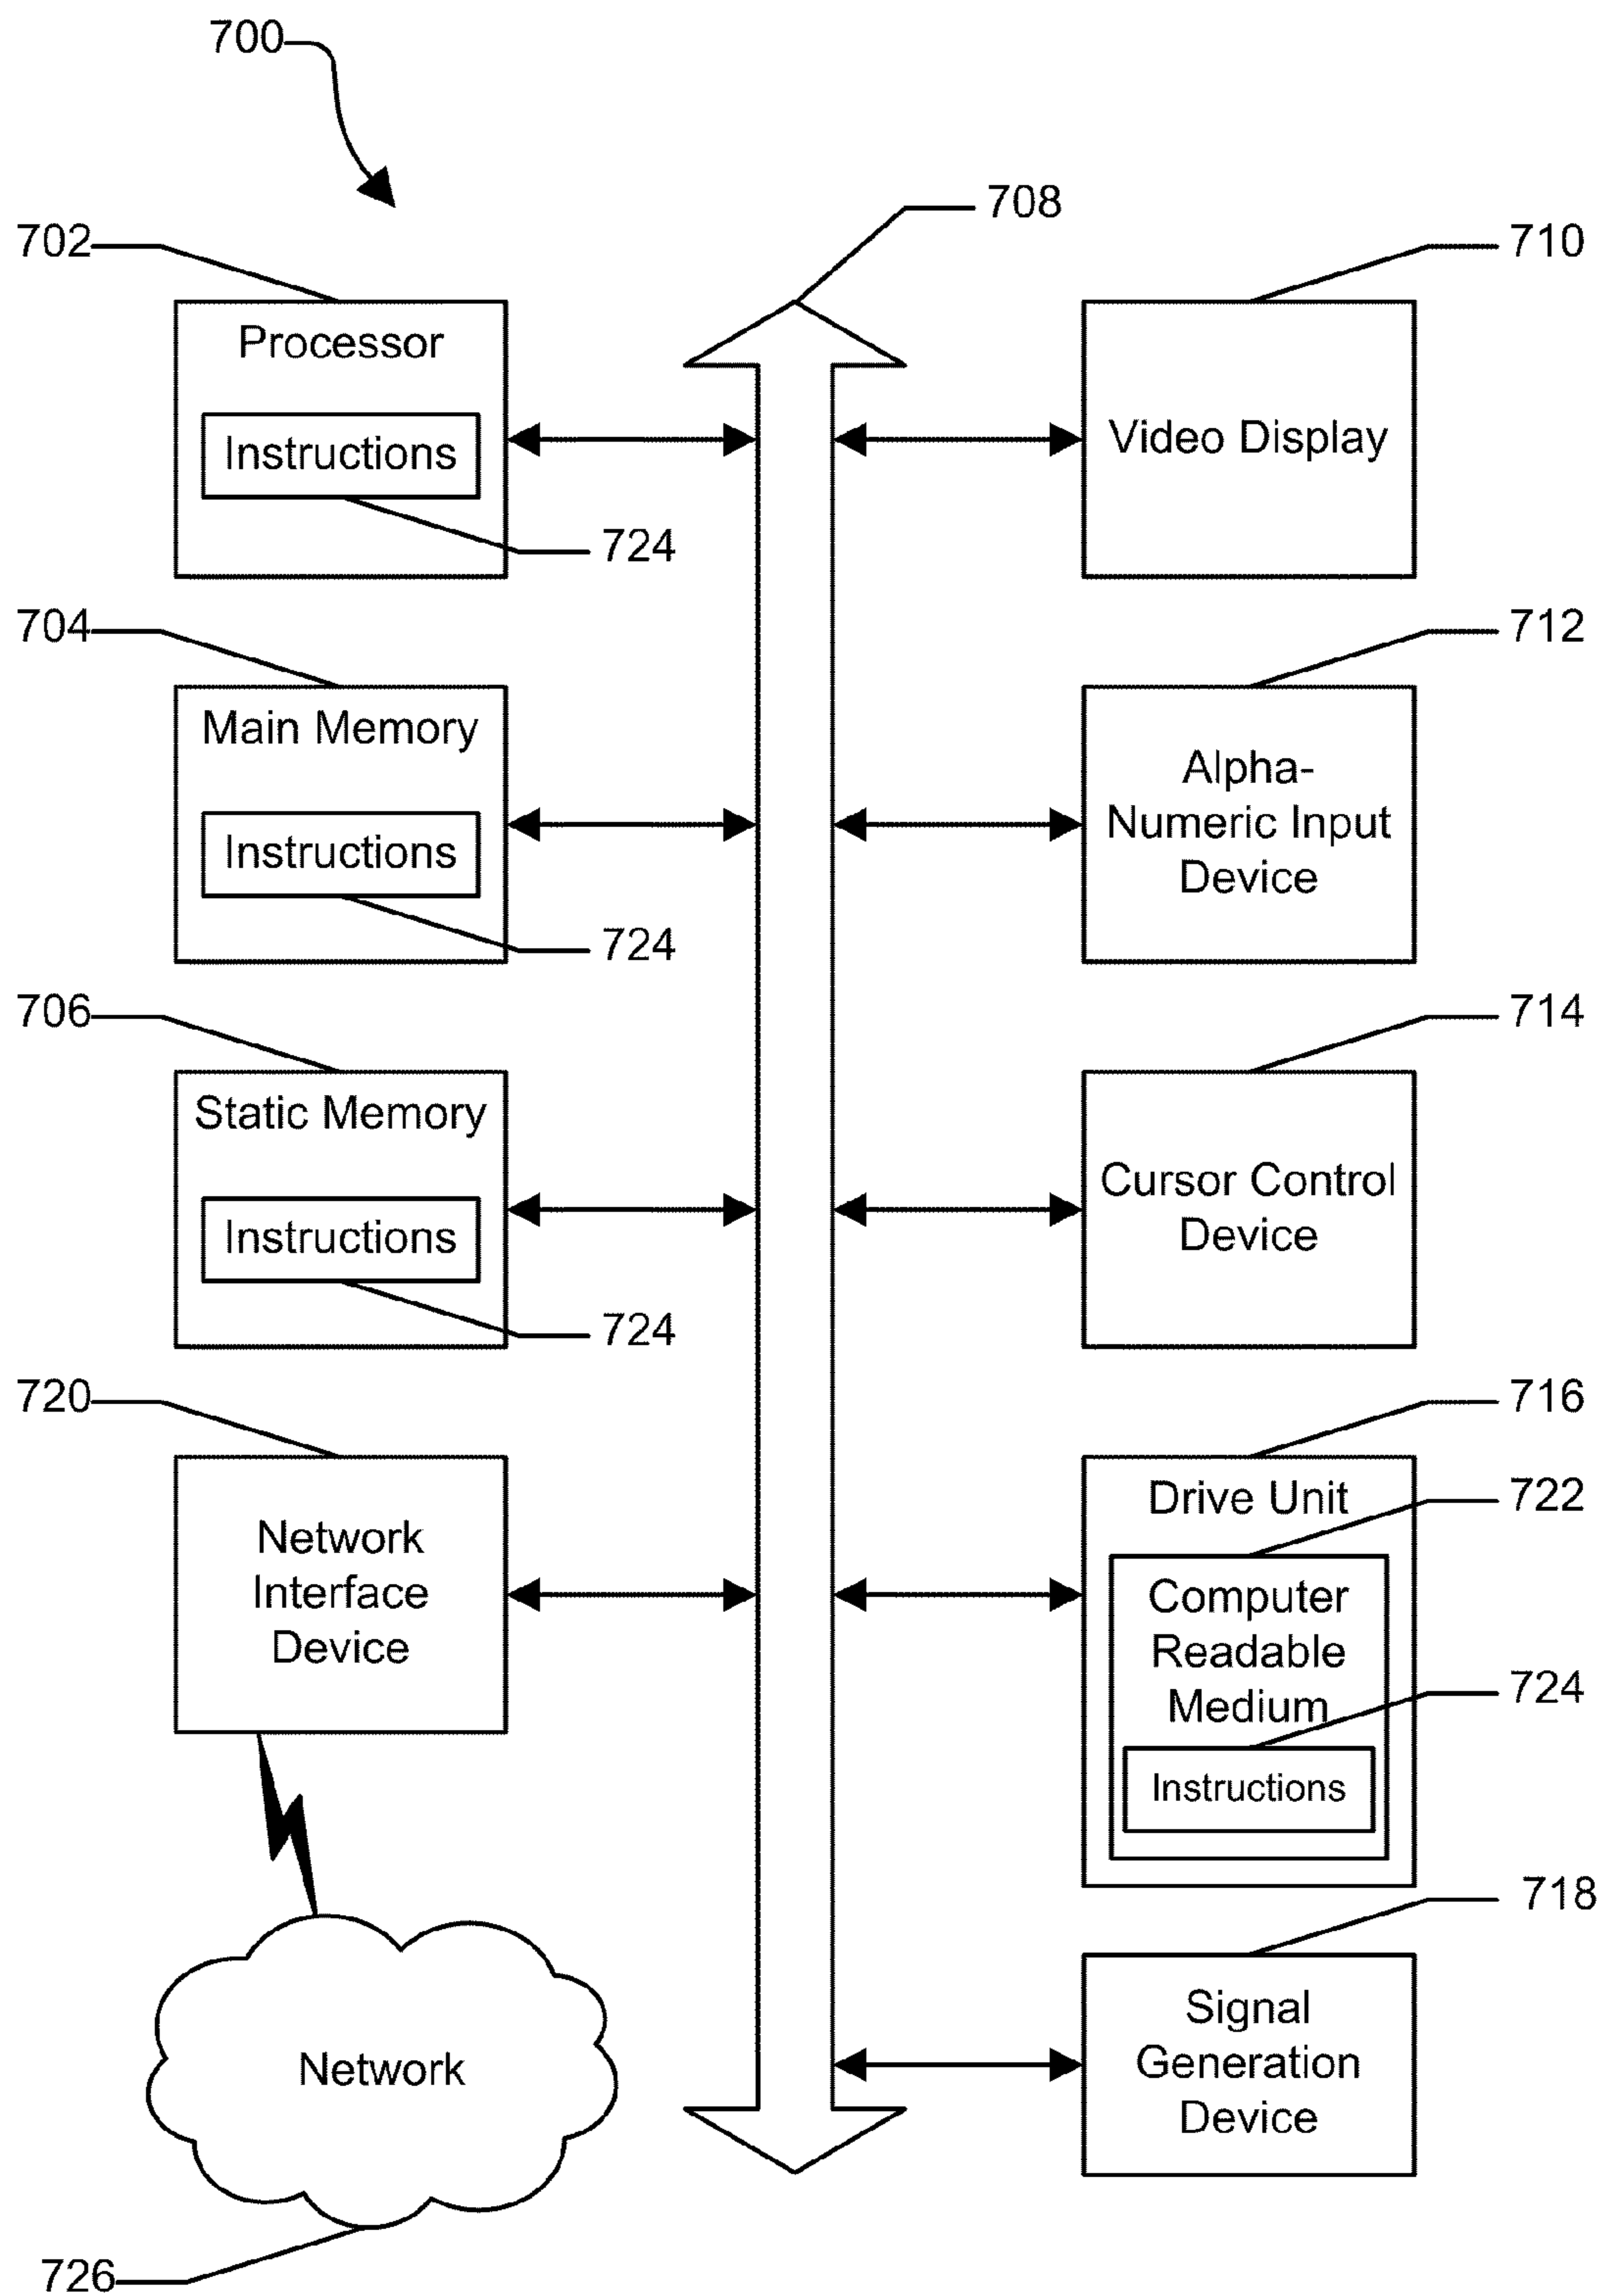 700
708
702
710
Processor
Instructions
724
Video Display
704
712
Main Memory
Instructions
724
Alpha-
Numeric Input
Device
706
714
Static Memory
Instructions
724
Cursor Control
Device
720
716
Network
Interface
Device
Drive Unit
722
Computer
Readable
Medium
724
Instructions
718
Signal
Generation
Device
Network
726